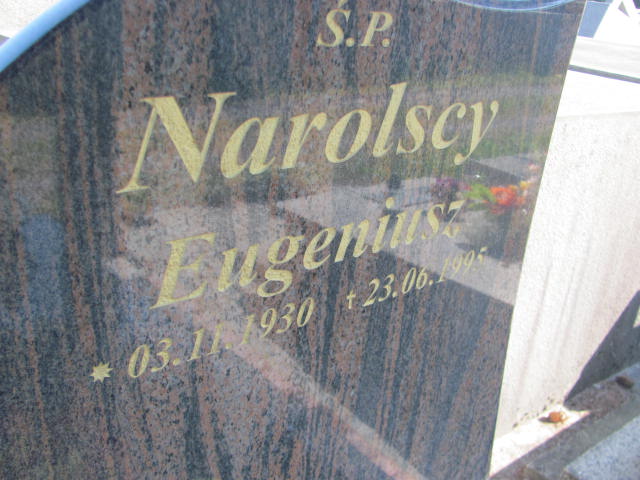 Ś.P.
Narolscy
Eugeniusz
* 03.11.1930 † 23.06.1995